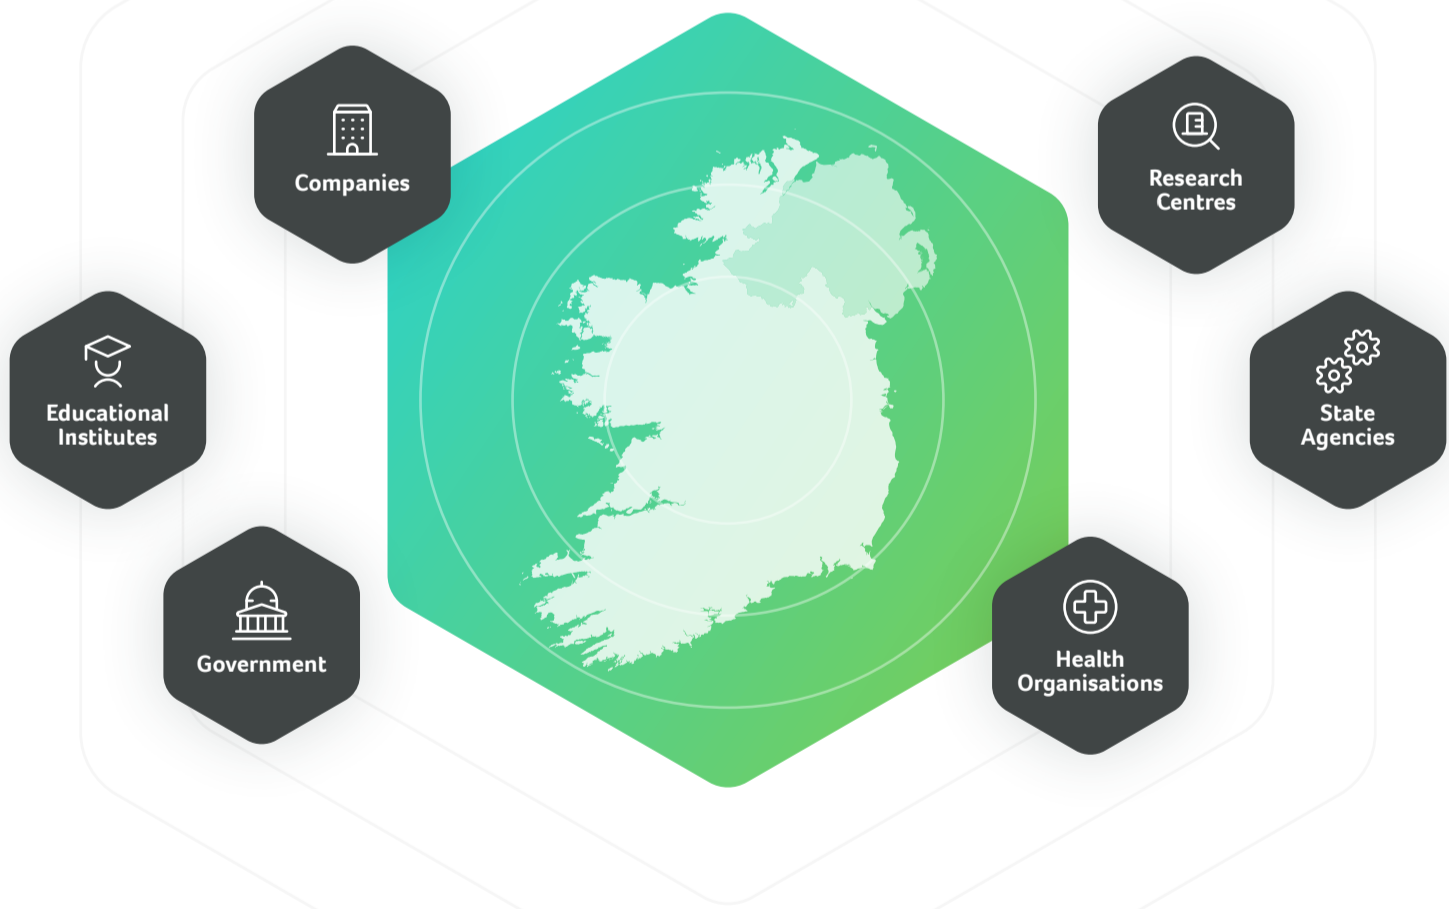 Companies
Research
Centres
Educational
Institutes
State
Agencies
Government
Health
Organisations